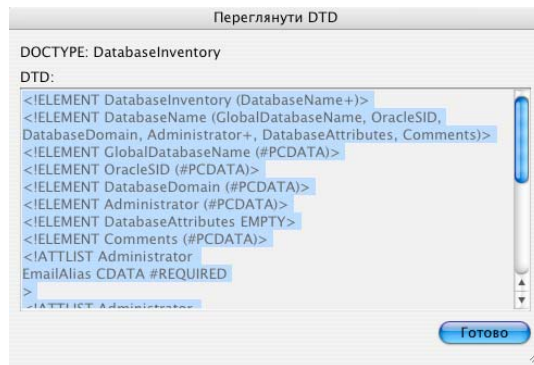 Переглянути DTD
DOCTYPE: DatabaseInventory
DTD:
<!ELEMENT DatabaseInventory (DatabaseName+)>
<!ELEMENT DatabaseName (GlobalDatabaseName, OracleSID,
DatabaseDomain, Administrator+, DatabaseAttributes, Comments)>
<!ELEMENT GlobalDatabaseName (#PCDATA)>
<!ELEMENT OracleSID (#PCDATA)>
<!ELEMENT DatabaseDomain (#PCDATA)>
<!ELEMENT Administrator (#PCDATA)>
<!ELEMENT DatabaseAttributes EMPTY>
<!ELEMENT Comments (#PCDATA)>
<!ATTLIST Administrator
EmailAlias CDATA #REQUIRED
>
<!ATTLIST Administrator
Готово